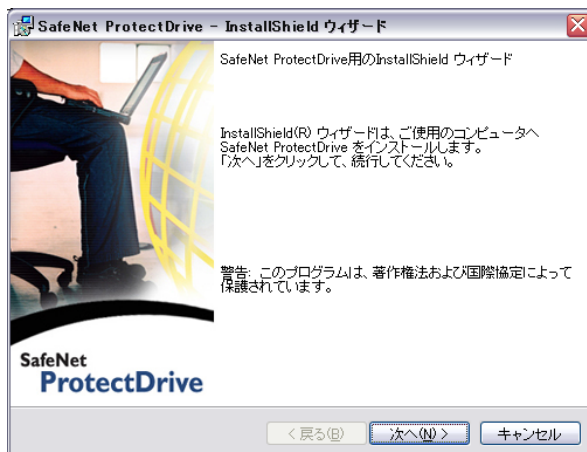 SafeNet ProtectDrive - InstallShield ウィザード
SafeNet ProtectDrive用のInstallShield ウィザード
InstallShield(R) ウィザードは、ご使用のコンピュータへ
SafeNet ProtectDrive をインストールします。
「次へ」をクリックして、続行してください。
警告: このプログラムは、著作権法および国際協定によって
保護されています。
SafeNet
ProtectDrive
< 戻る(B)
次へ(N) >
キャンセル